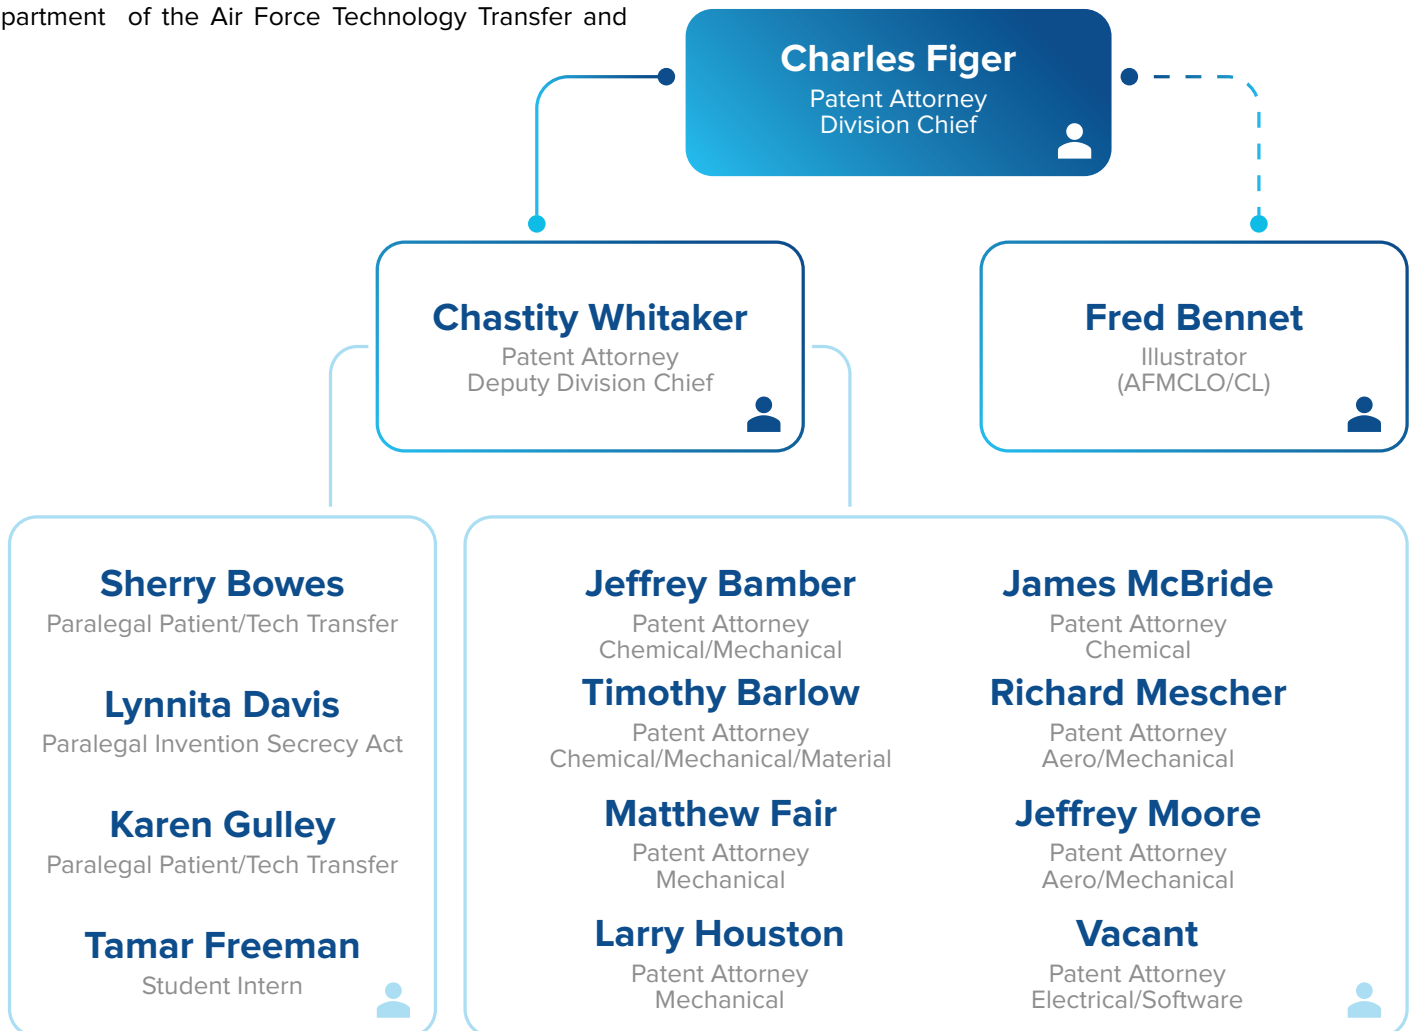 partment of the Air Force Technology Transfer and
Charles Figer
Patent Attorney
Division Chief
Chastity Whitaker
Patent Attorney
Deputy Division Chief
Fred Bennet
Illustrator
(AFMCLO/CL)
Sherry Bowes
Paralegal Patient/Tech Transfer
Lynnita Davis
Paralegal Invention Secrecy Act
Karen Gulley
Paralegal Patient/Tech Transfer
Tamar Freeman
Student Intern
Jeffrey Bamber
Patent Attorney
Chemical/Mechanical
Timothy Barlow
Patent Attorney
Chemical/Mechanical/Material
Matthew Fair
Patent Attorney
Mechanical
Larry Houston
Patent Attorney
Mechanical
James McBride
Patent Attorney
Chemical
Richard Mescher
Patent Attorney
Aero/Mechanical
Jeffrey Moore
Patent Attorney
Aero/Mechanical
Vacant
Patent Attorney
Electrical/Software